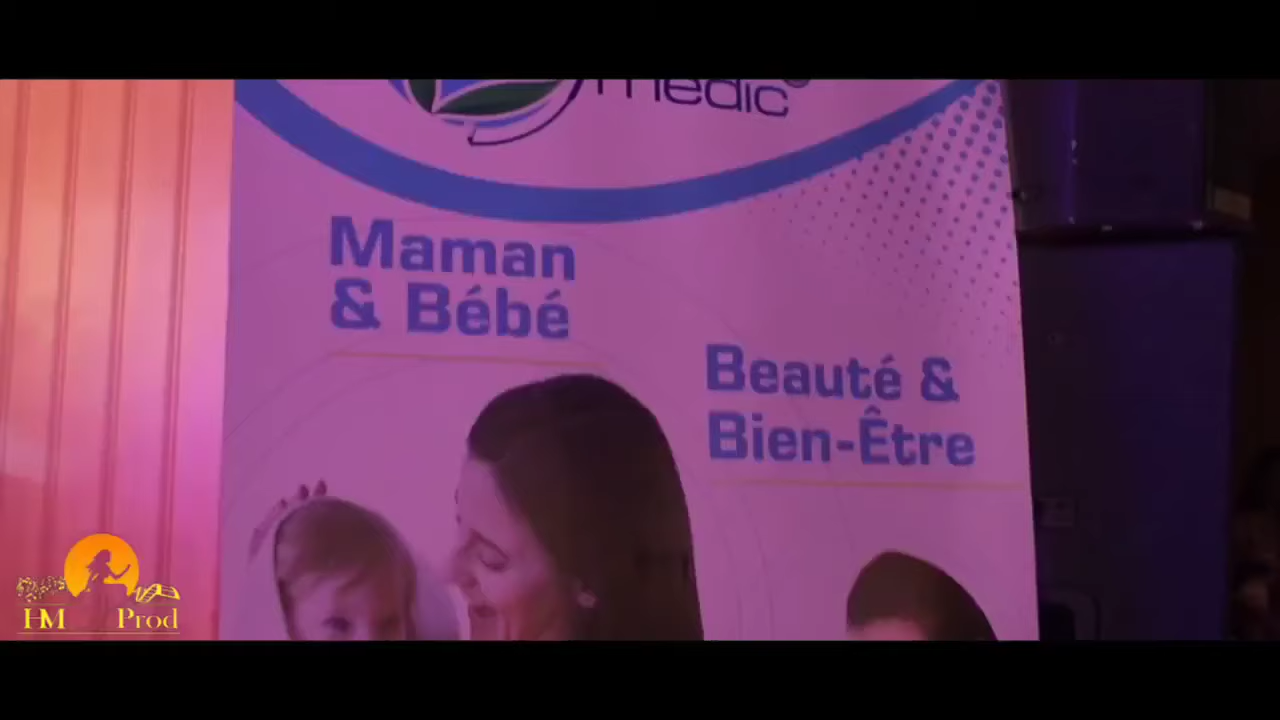 medic
Maman
& Bébé
Beauté &
Bien-Être
HM Prod